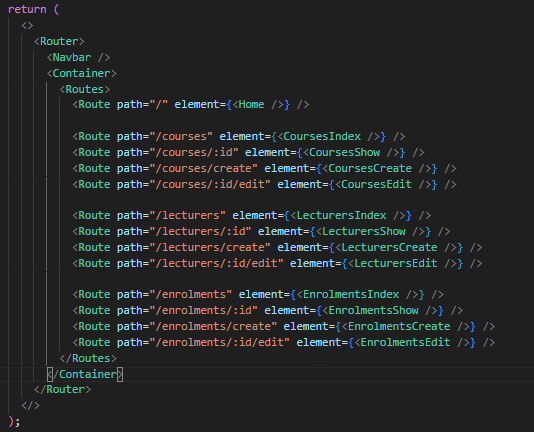 return (
<>
<Router>
<Navbar />
<Container>
<Routes>
<Route path="/" element={<Home />} />
<Route path="/courses" element={<CoursesIndex />} />
<Route path="/courses/:id" element={<CoursesShow />} />
<Route path="/courses/create" element={<CoursesCreate />} />
<Route path="/courses/:id/edit" element={<CoursesEdit />} />
<Route path="/lecturers" element={<LecturersIndex />} />
<Route path="/lecturers/:id" element={<LecturersShow />} />
<Route path="/lecturers/create" element={<LecturersCreate />} />
<Route path="/lecturers/:id/edit" element={<LecturersEdit />} />
<Route path="/enrolments" element={<EnrolmentsIndex />} />
<Route path="/enrolments/:id" element={<EnrolmentsShow />} />
<Route path="/enrolments/create" element={<EnrolmentsCreate />} />
<Route path="/enrolments/:id/edit" element={<EnrolmentsEdit />} />
</Routes>
</Container>
</Router>
</>
);